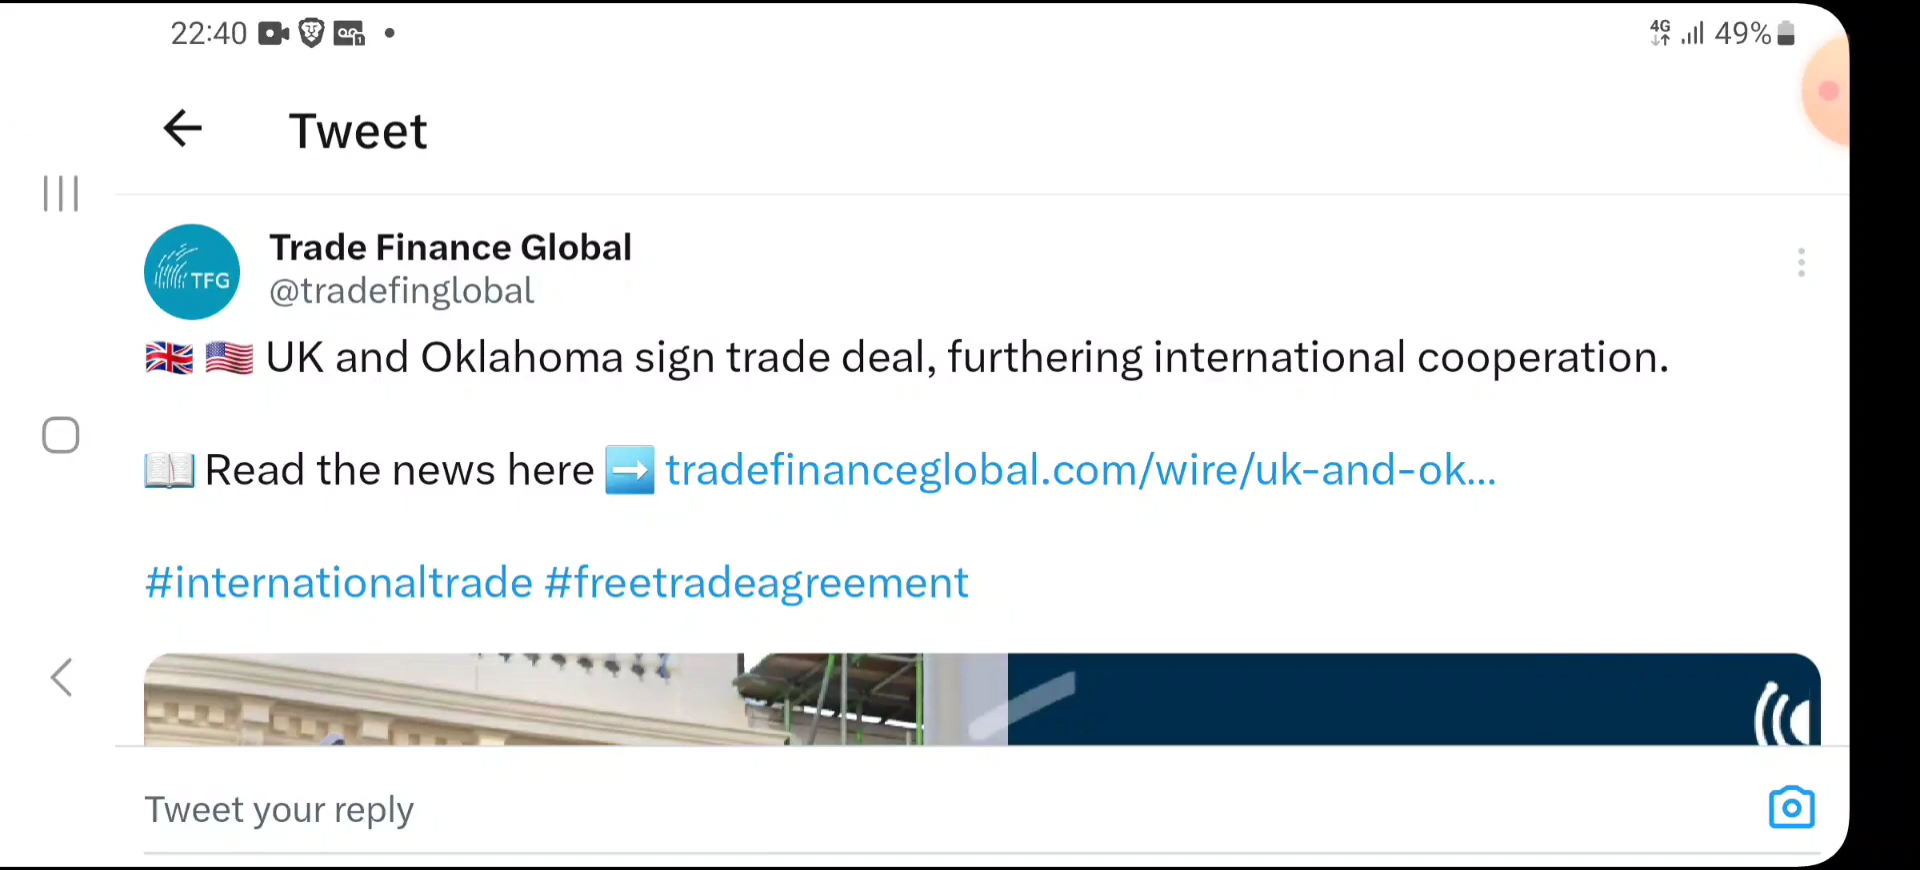 22:40
4G 49%
Tweet
TFG
Trade Finance Global
@tradefinglobal
🇬🇧 🇺🇸 UK and Oklahoma sign trade deal, furthering international cooperation.
📖 Read the news here ➡️ tradefinanceglobal.com/wire/uk-and-ok...
#internationaltrade #freetradeagreement
Tweet your reply